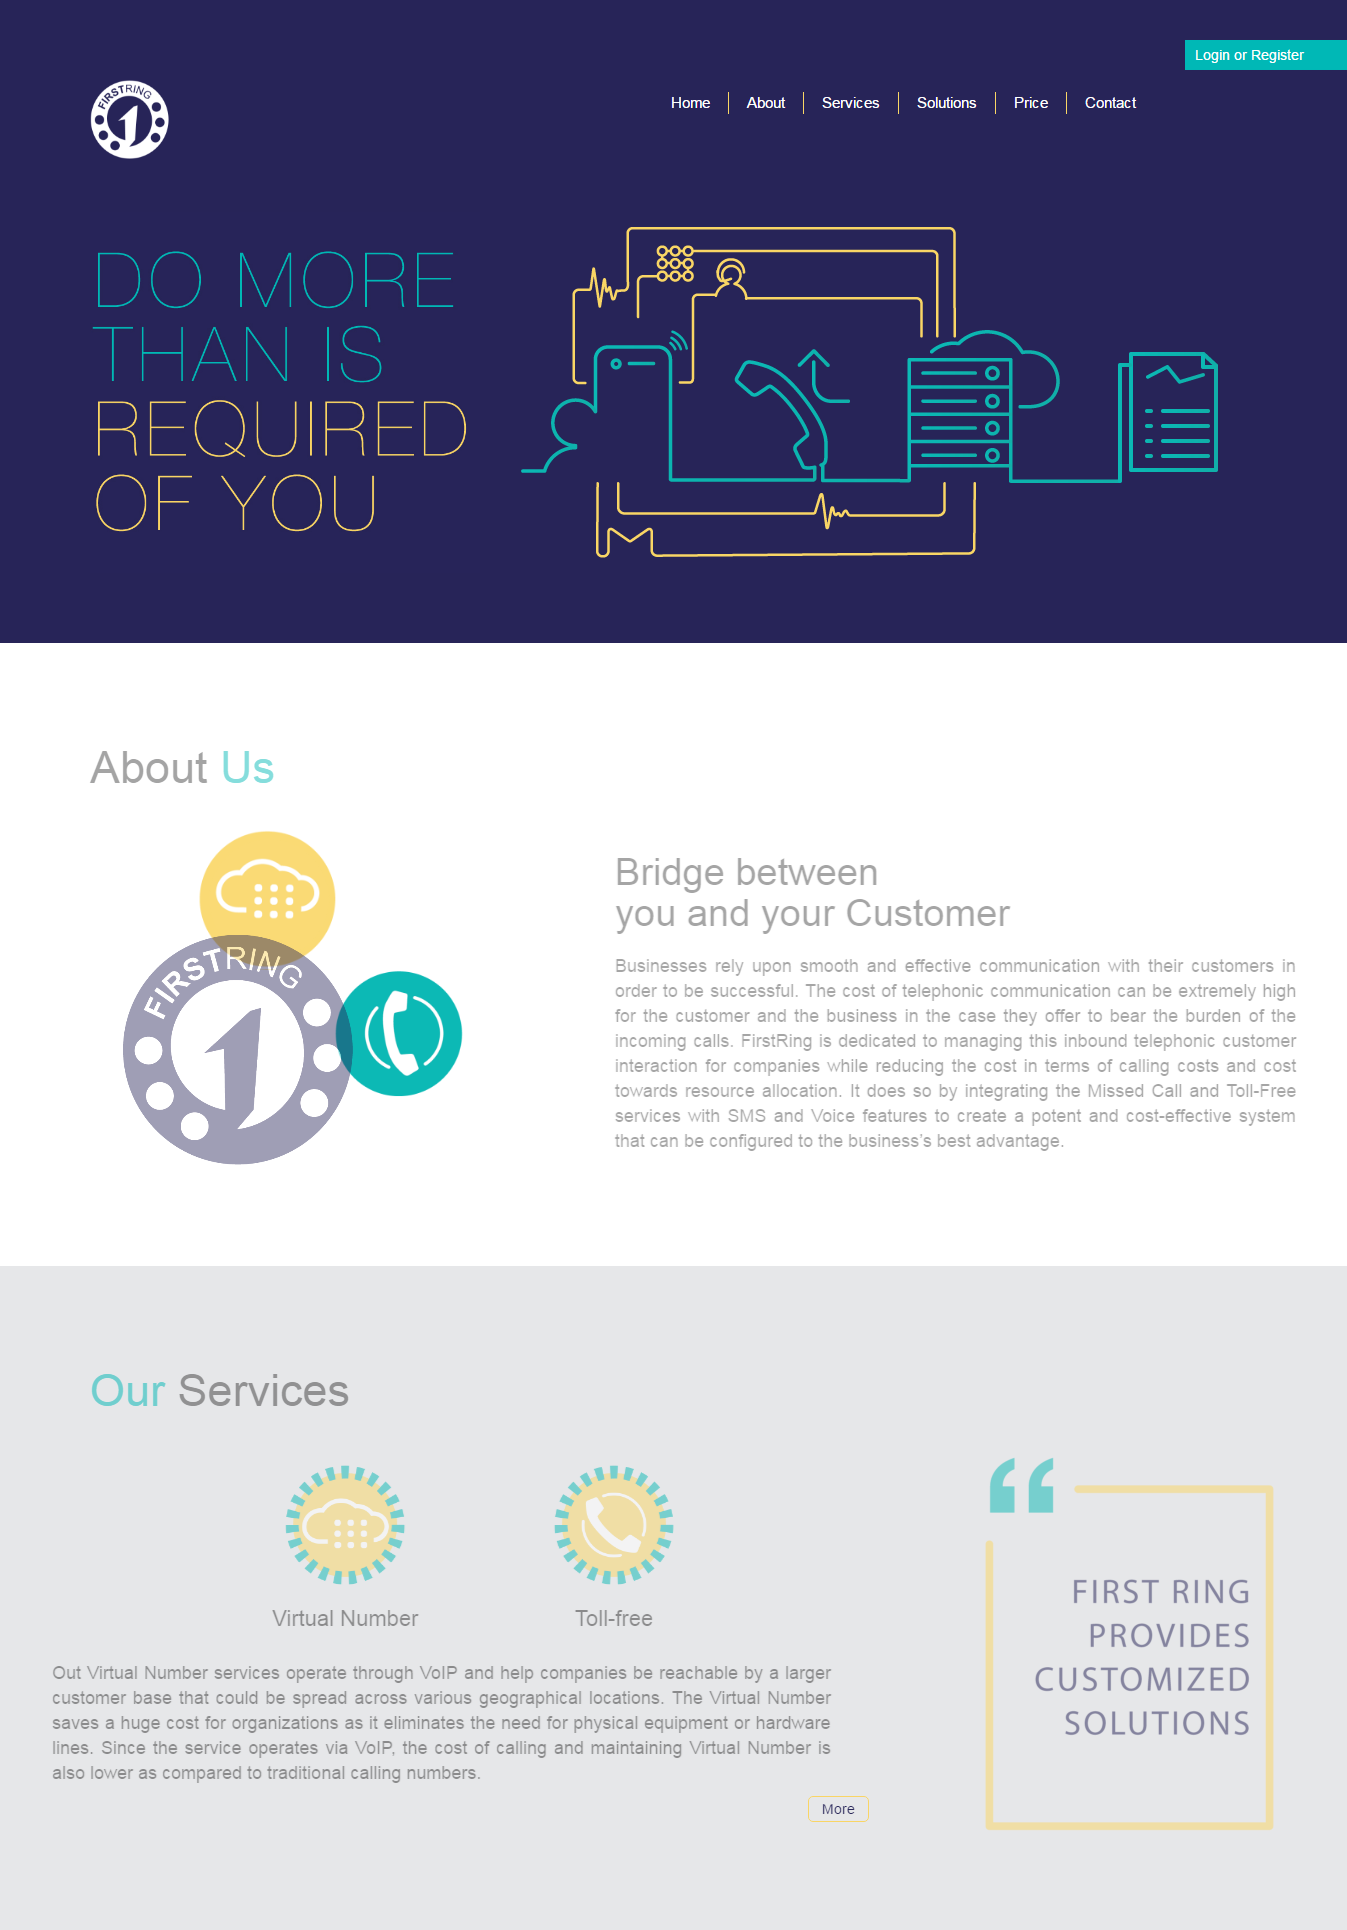 Login or Register
FIRSTRING
1
Home
About
Services
Solutions
Price
Contact
DO MORE
THAN IS
REQUIRED
OF YOU
About Us
FIRSTRING
1
Bridge between
you and your Customer
Businesses rely upon smooth and effective communication with their customers in
order to be successful. The cost of telephonic communication can be extremely high
for the customer and the business in the case they offer to bear the burden of the
incoming calls. FirstRing is dedicated to managing this inbound telephonic customer
interaction for companies while reducing the cost in terms of calling costs and cost
towards resource allocation. It does so by integrating the Missed Call and Toll-Free
services with SMS and Voice features to create a potent and cost-effective system
that can be configured to the business's best advantage.
Our Services
Virtual Number
Toll-free
Out Virtual Number services operate through VoIP and help companies be reachable by a larger
customer base that could be spread across various geographical locations. The Virtual Number
saves a huge cost for organizations as it eliminates the need for physical equipment or hardware
lines. Since the service operates via VoIP, the cost of calling and maintaining Virtual Number is
also lower as compared to traditional calling numbers.
More
“
FIRST RING
PROVIDES
CUSTOMIZED
SOLUTIONS